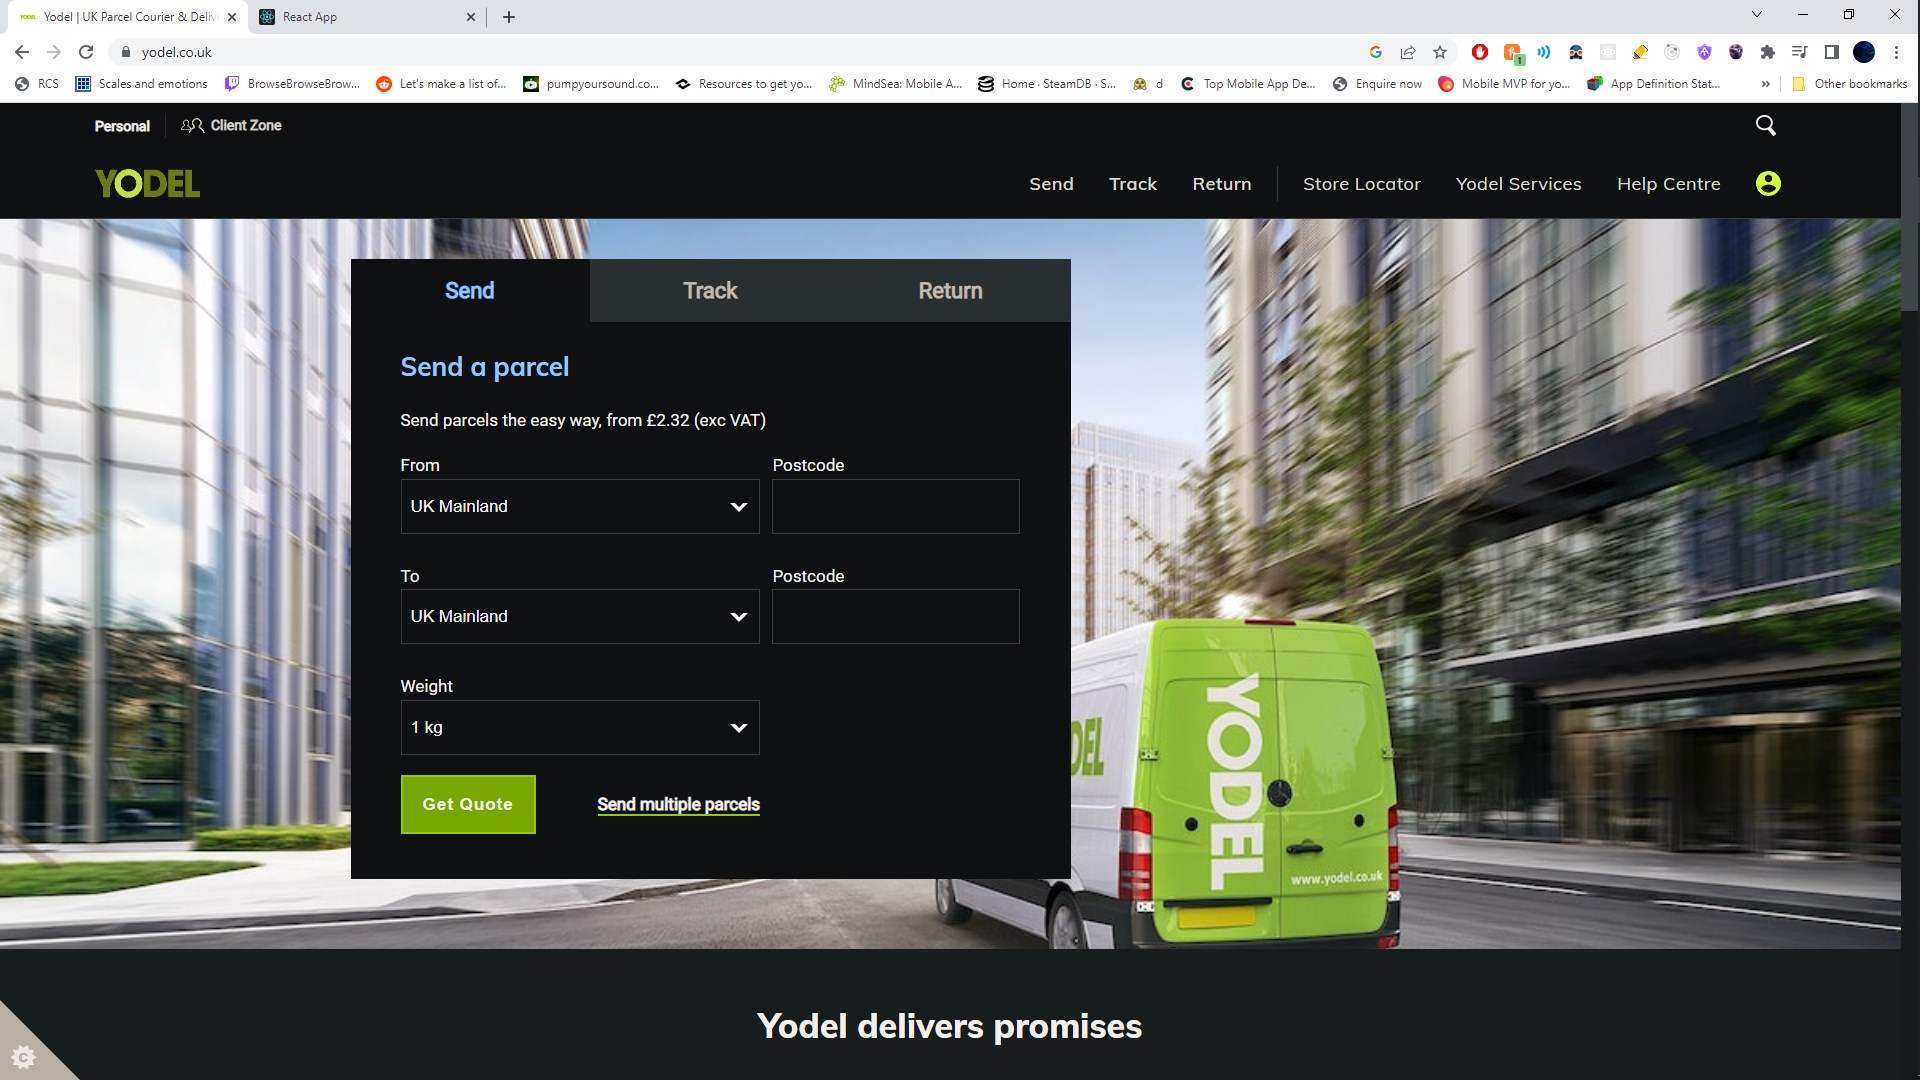 Yodel | UK Parcel Courier & Deliv
React App
yodel.co.uk
1
RCS
Scales and emotions
BrowseBrowseBrow...
Let's make a list of...
pumpyoursound.co...
Resources to get yo...
MindSea: Mobile A...
Home · SteamDB · S...
d
Top Mobile App De...
Enquire now
Mobile MVP for yo...
App Definition Stat...
»
Other bookmarks
Personal
Client Zone
YODEL
Send
Track
Return
Store Locator
Yodel Services
Help Centre
Send
Track
Return
Send a parcel
Send parcels the easy way, from £2.32 (exc VAT)
From
Postcode
UK Mainland
To
Postcode
UK Mainland
Weight
1 kg
Get Quote
Send multiple parcels
DEL
YODEL
www.yodel.co.uk
Yodel delivers promises
C